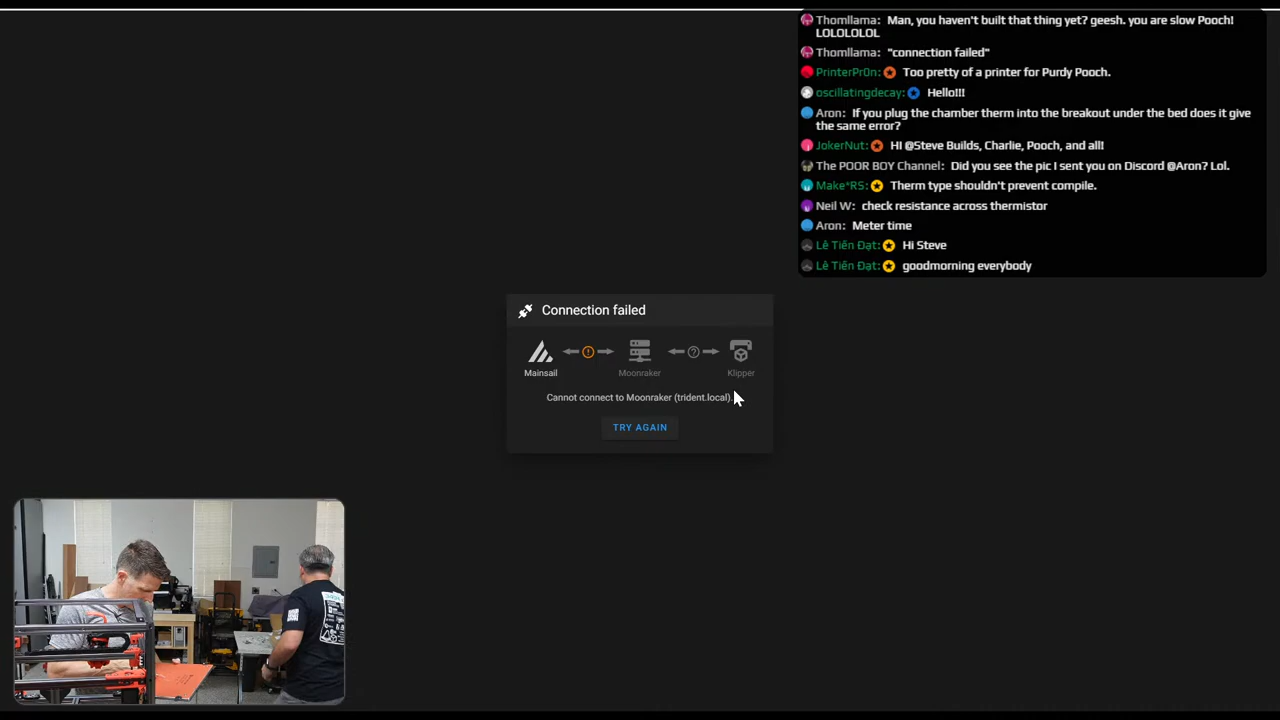 Thomllama: Man, you haven't built that thing yet? geesh. you are slow Pooch!
LOLOLOLOL
Thomllama: "connection failed"
PrinterPr0n: Too pretty of a printer for Purdy Pooch.
oscillatingdecay: Hello!!!
Aron: If you plug the chamber therm into the breakout under the bed does it give
the same error?
JokerNut: HI @Steve Builds, Charlie, Pooch, and all!
The POOR BOY Channel: Did you see the pic I sent you on Discord @Aron? Lol.
Make*RS: Therm type shouldn't prevent compile.
Neil W: check resistance across thermistor
Aron: Meter time
Lê Tiến Đạt: Hi Steve
Lê Tiến Đạt: goodmorning everybody
Connection failed
Mainsail Moonraker Klipper
Cannot connect to Moonraker (trident.local).
TRY AGAIN